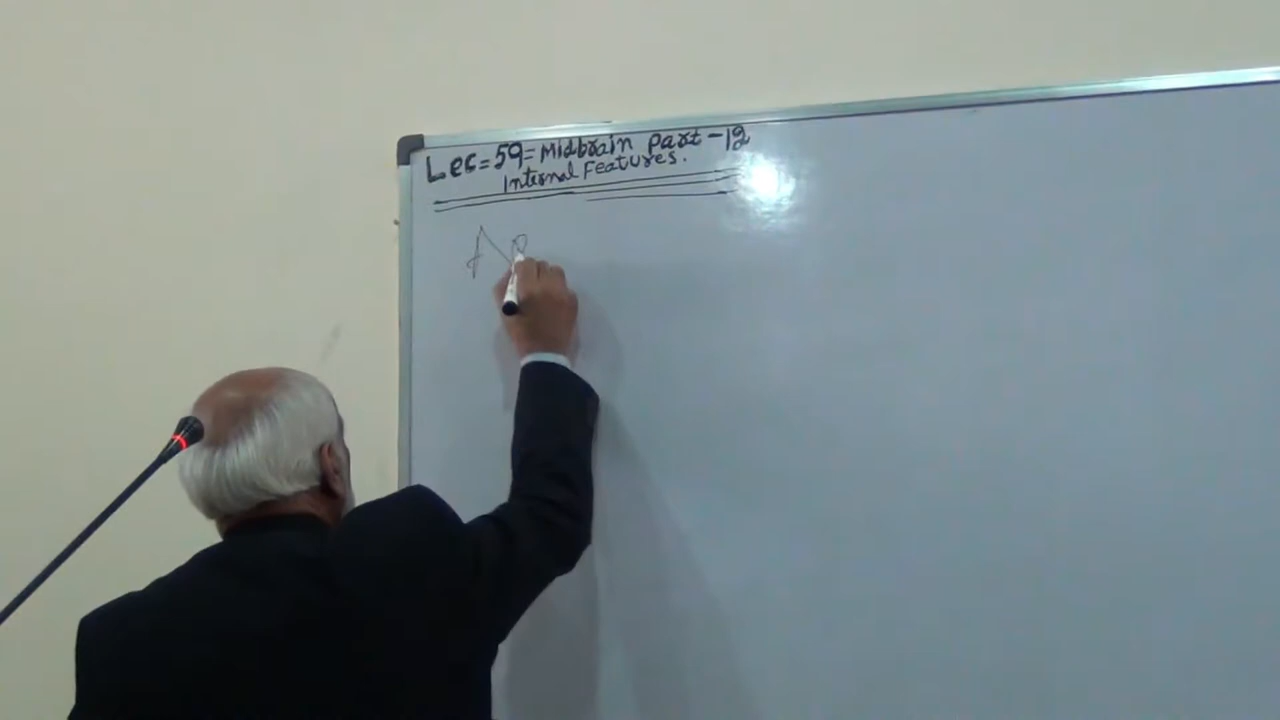 Lec = 59 = Midbrain Part - 12
Internal Features.